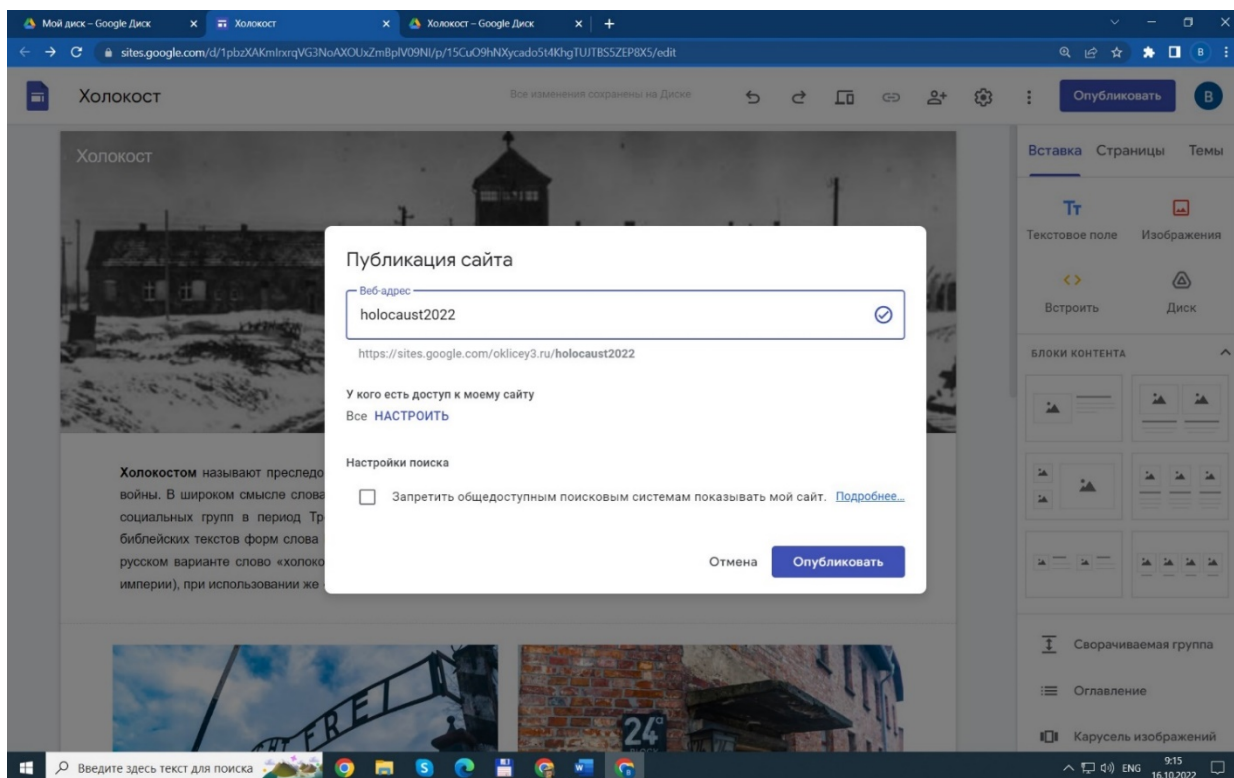 Мой диск – Google Диск
Холокост
Холокост – Google Диск
sites.google.com/d/1pbzXAKmIrxrqVG3NoAXOUxZmBplV09NI/p/15CuO9hNXycado5t4KhgTUJTBS5ZEP8X5/edit
В
Холокост
Все изменения сохранены на Диске
Опубликовать
В
Холокост
Вставка Страницы Темы
Tт
Текстовое поле Изображения
Встроить Диск
БЛОКИ КОНТЕНТА
Публикация сайта
Веб-адрес
holocaust2022
https://sites.google.com/oklicey3.ru/holocaust2022
У кого есть доступ к моему сайту
Все НАСТРОИТЬ
Настройки поиска
Запретить общедоступным поисковым системам показывать мой сайт. Подробнее...
Отмена Опубликовать
Холокостом называют преследо
войны. В широком смысле слова
социальных групп в период Тр
библейских текстов форм слова
русском варианте слово «холоко
империи), при использовании же
FREI
24a
BLOCK
Сворачиваемая группа
Оглавление
Карусель изображений
Введите здесь текст для поиска
ENG
9:15
16.10.2022